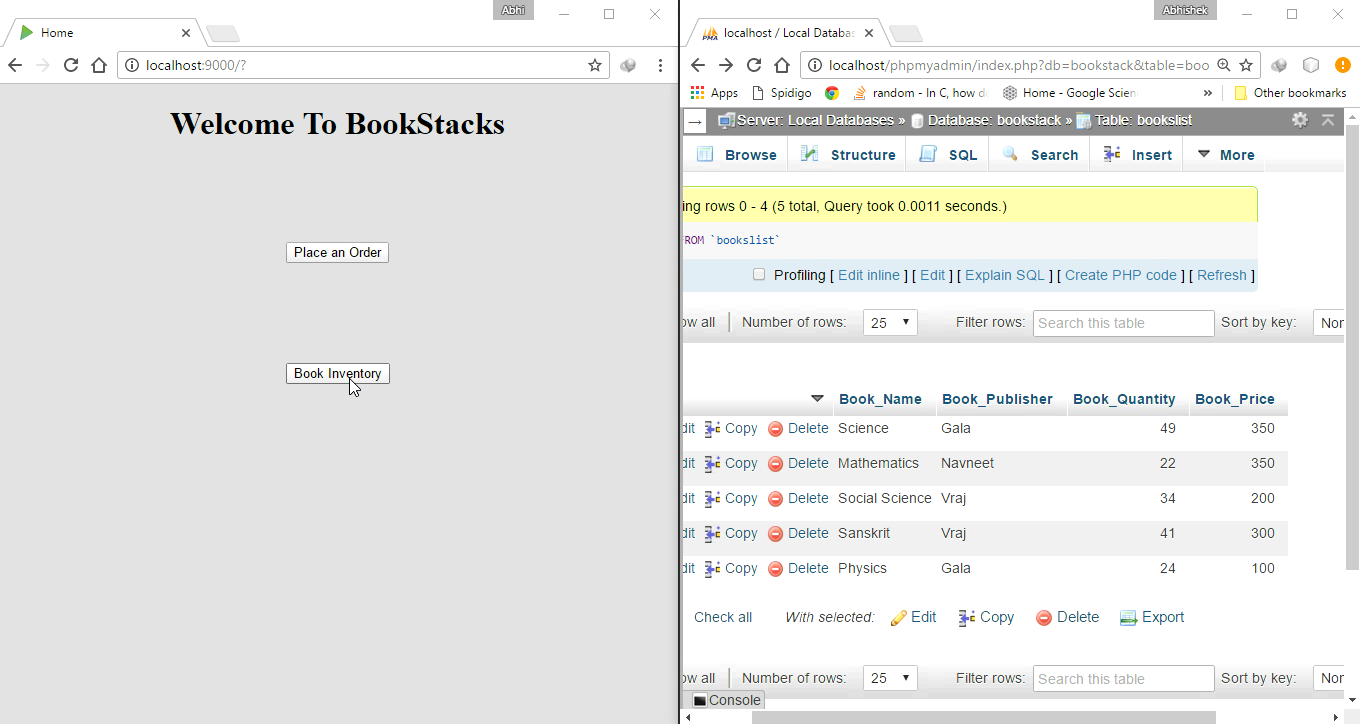 Abhi
Home
localhost:9000/?
Welcome To BookStacks
Place an Order
Book Inventory
Abhishek
PMA
localhost / Local Databas
localhost/phpmyadmin/index.php?db=bookstack&table=boo
Apps Spidigo random - In C, how do Home - Google Scien » Other bookmarks
Server: Local Databases » Database: bookstack » Table: bookslist
Browse Structure SQL Search Insert More
ing rows 0 - 4 (5 total, Query took 0.0011 seconds.)
FROM `bookslist`
Profiling [ Edit inline ] [ Edit ] [ Explain SQL ] [ Create PHP code ] [ Refresh ]
ow all Number of rows: 25 Filter rows: Search this table Sort by key: Non
Book_Name Book_Publisher Book_Quantity Book_Price
dit Copy Delete Science Gala 49 350
dit Copy Delete Mathematics Navneet 22 350
dit Copy Delete Social Science Vraj 34 200
dit Copy Delete Sanskrit Vraj 41 300
dit Copy Delete Physics Gala 24 100
Check all With selected: Edit Copy Delete Export
ow all Number of rows: 25 Filter rows: Search this table Sort by key: Non
Console